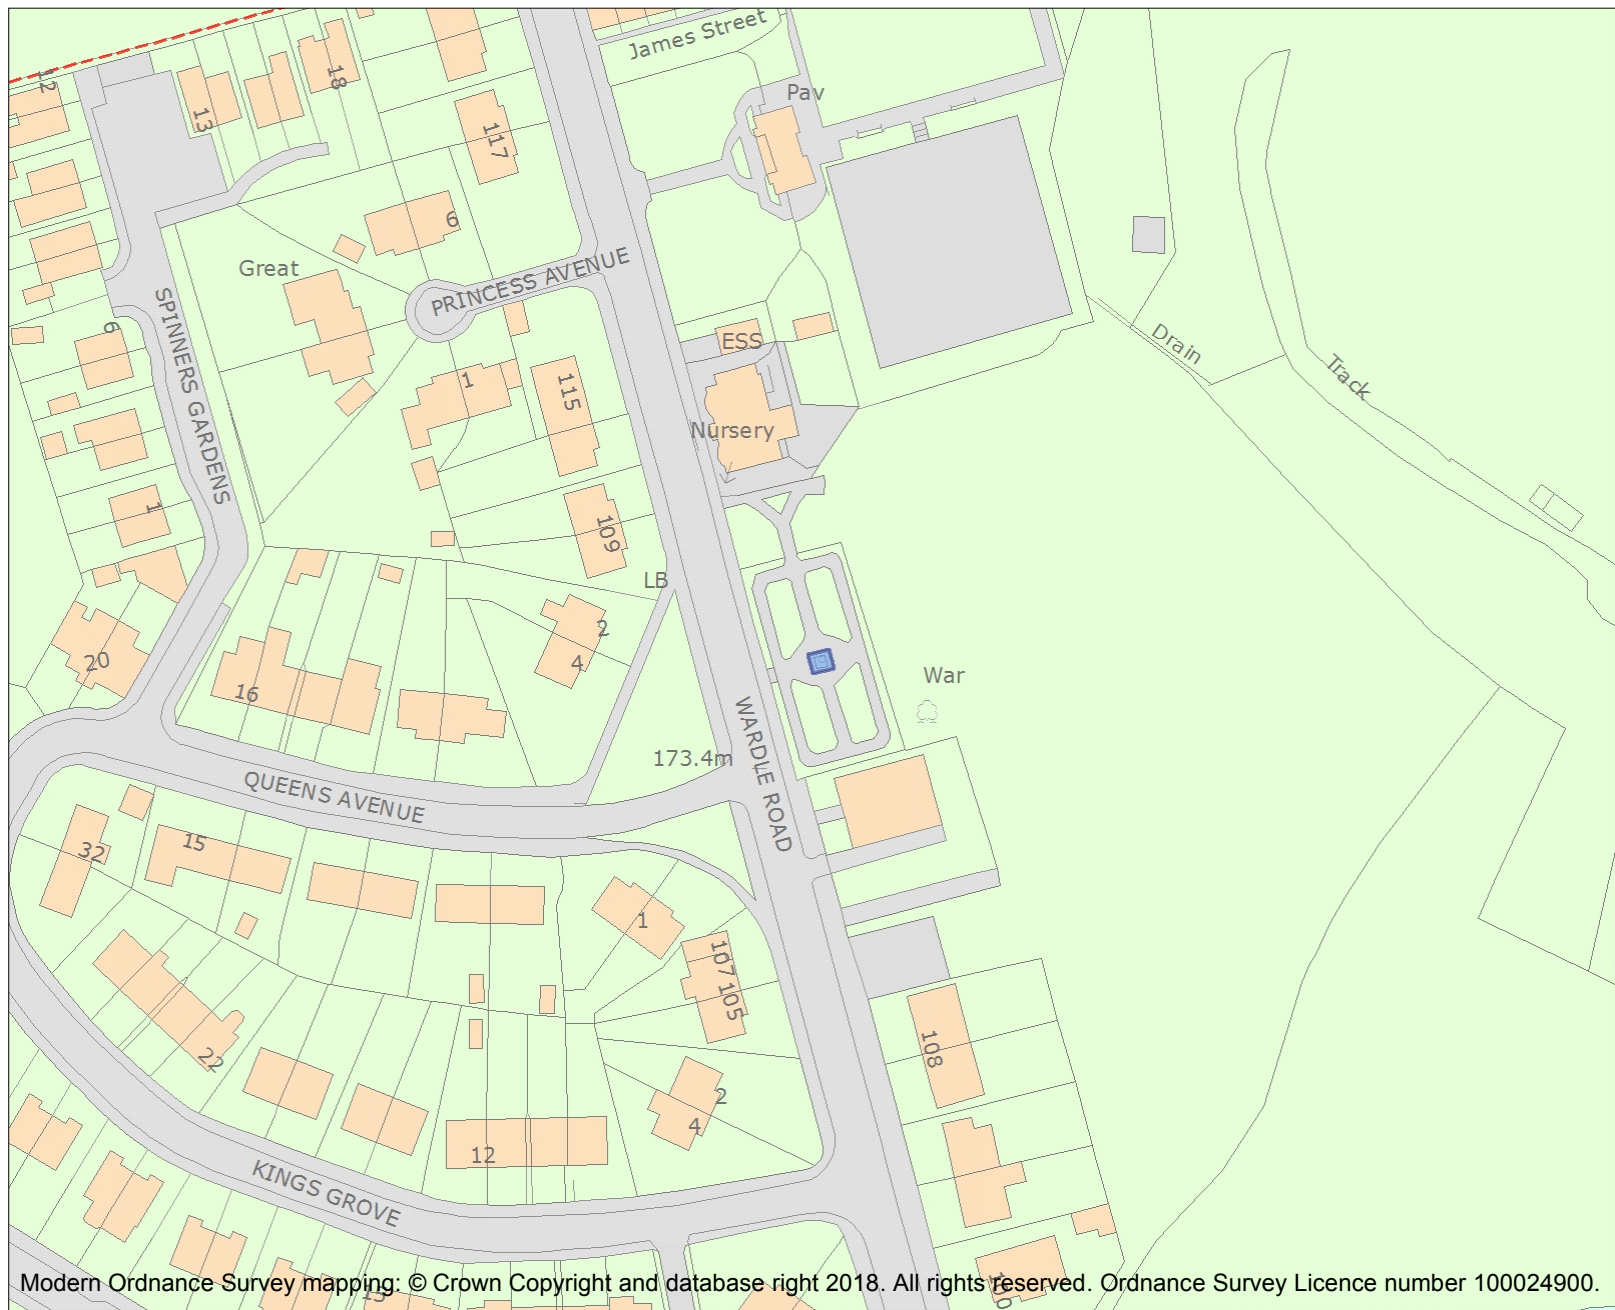 James Street
12
18
13
Pav
117
6
Great
PRINCESS AVENUE
SPINNERS GARDENS
6
ESS
Drain
Track
1
115
Nursery
1
109
LB
2
4
20
16
War
WARDLE ROAD
173.4m
QUEENS AVENUE
15
32
1
107
105
22
108
2
4
12
KINGS GROVE
100
13
Modern Ordnance Survey mapping: © Crown Copyright and database right 2018. All rights reserved. Ordnance Survey Licence number 100024900.